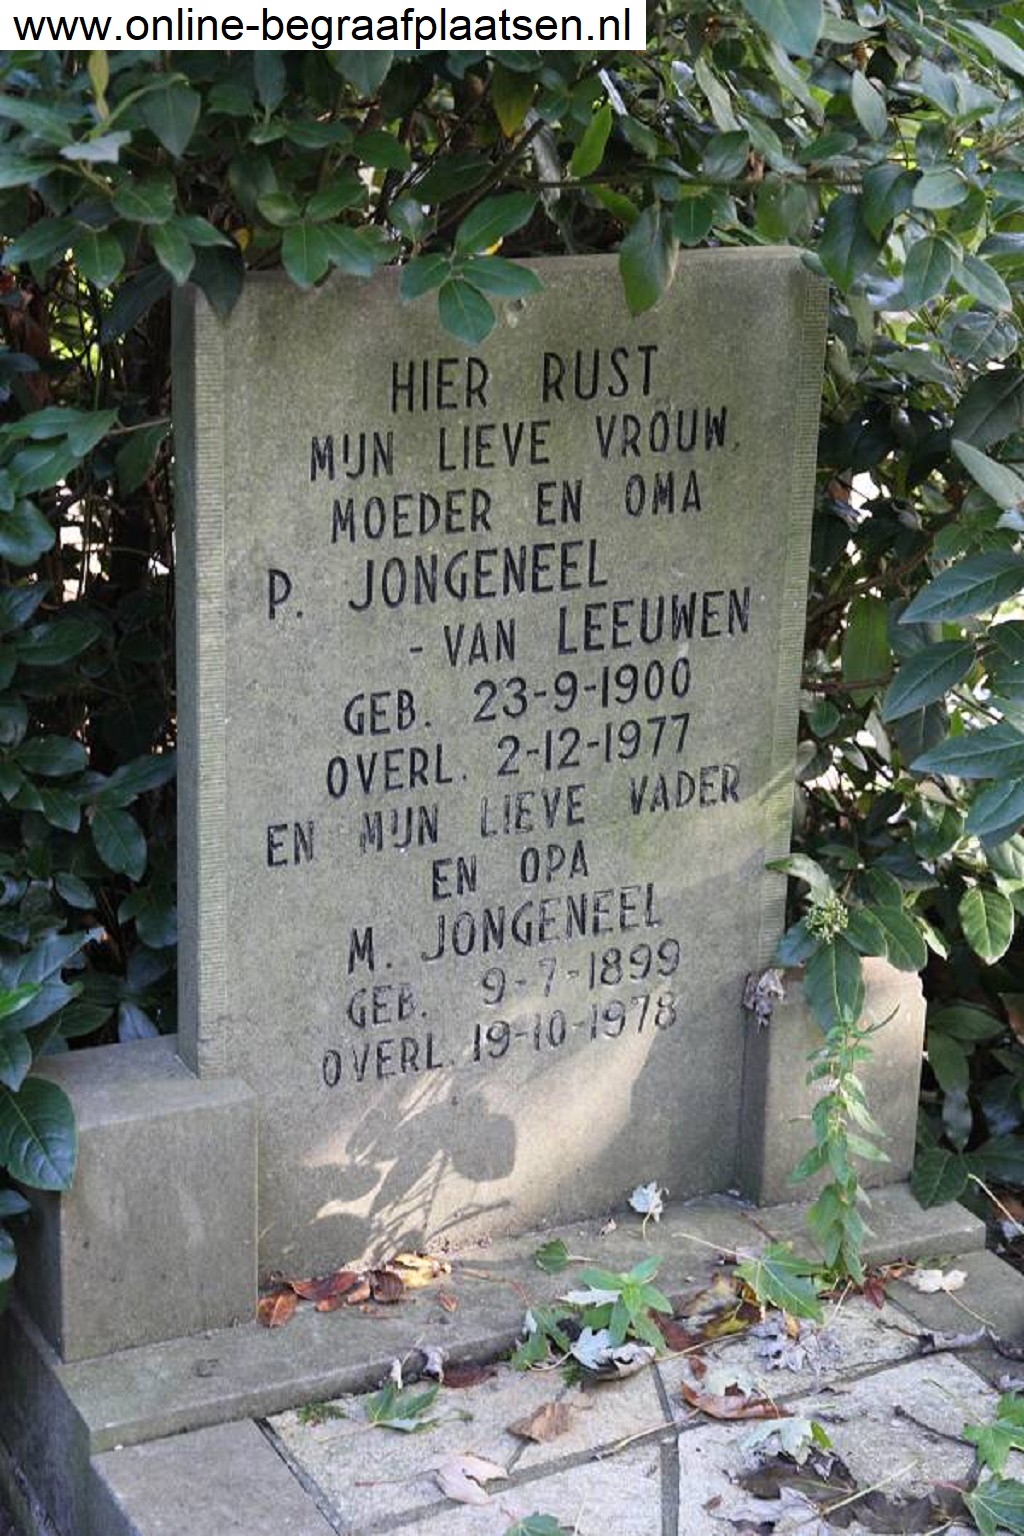 www.online-begraafplaatsen.nl
HIER RUST
MIJN LIEVE VROUW,
MOEDER EN OMA
P. JONGENEEL
- VAN LEEUWEN
GEB. 23-9-1900
OVERL. 2-12-1977
EN MIJN LIEVE VADER
EN OPA
M. JONGENEEL
GEB. 9-7-1899
OVERL. 19-10-1978